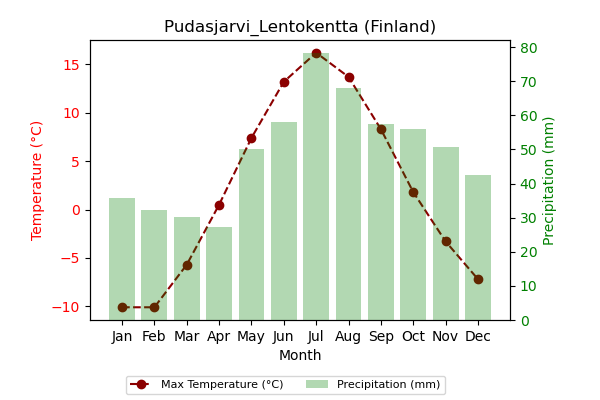 Pudasjarvi_Lentokentta (Finland)
15
10
5
0
−5
−10
Temperature (°C)
80
70
60
50
40
30
20
10
0
Precipitation (mm)
Jan Feb Mar Apr May Jun Jul Aug Sep Oct Nov Dec
Month
Max Temperature (°C) Precipitation (mm)